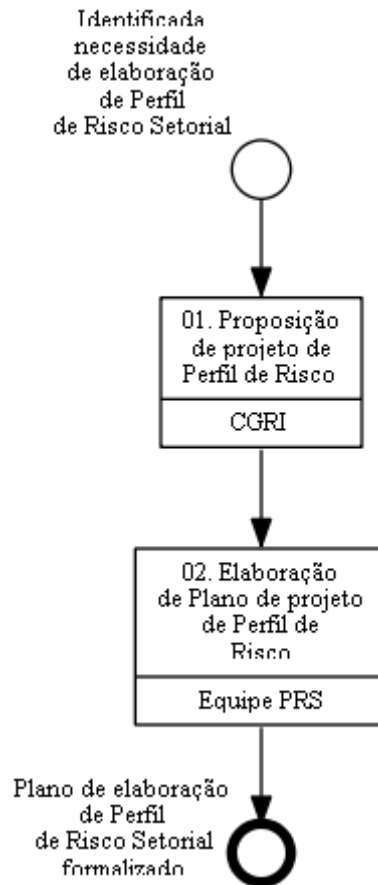 Identificada
necessidade
de elaboração
de Perfil
de Risco Setorial
01. Proposição
de projeto de
Perfil de Risco
CGRI
02. Elaboração
de Plano de projeto
de Perfil de
Risco
Equipe PRS
Plano de elaboração
de Perfil
de Risco Setorial
formalizado